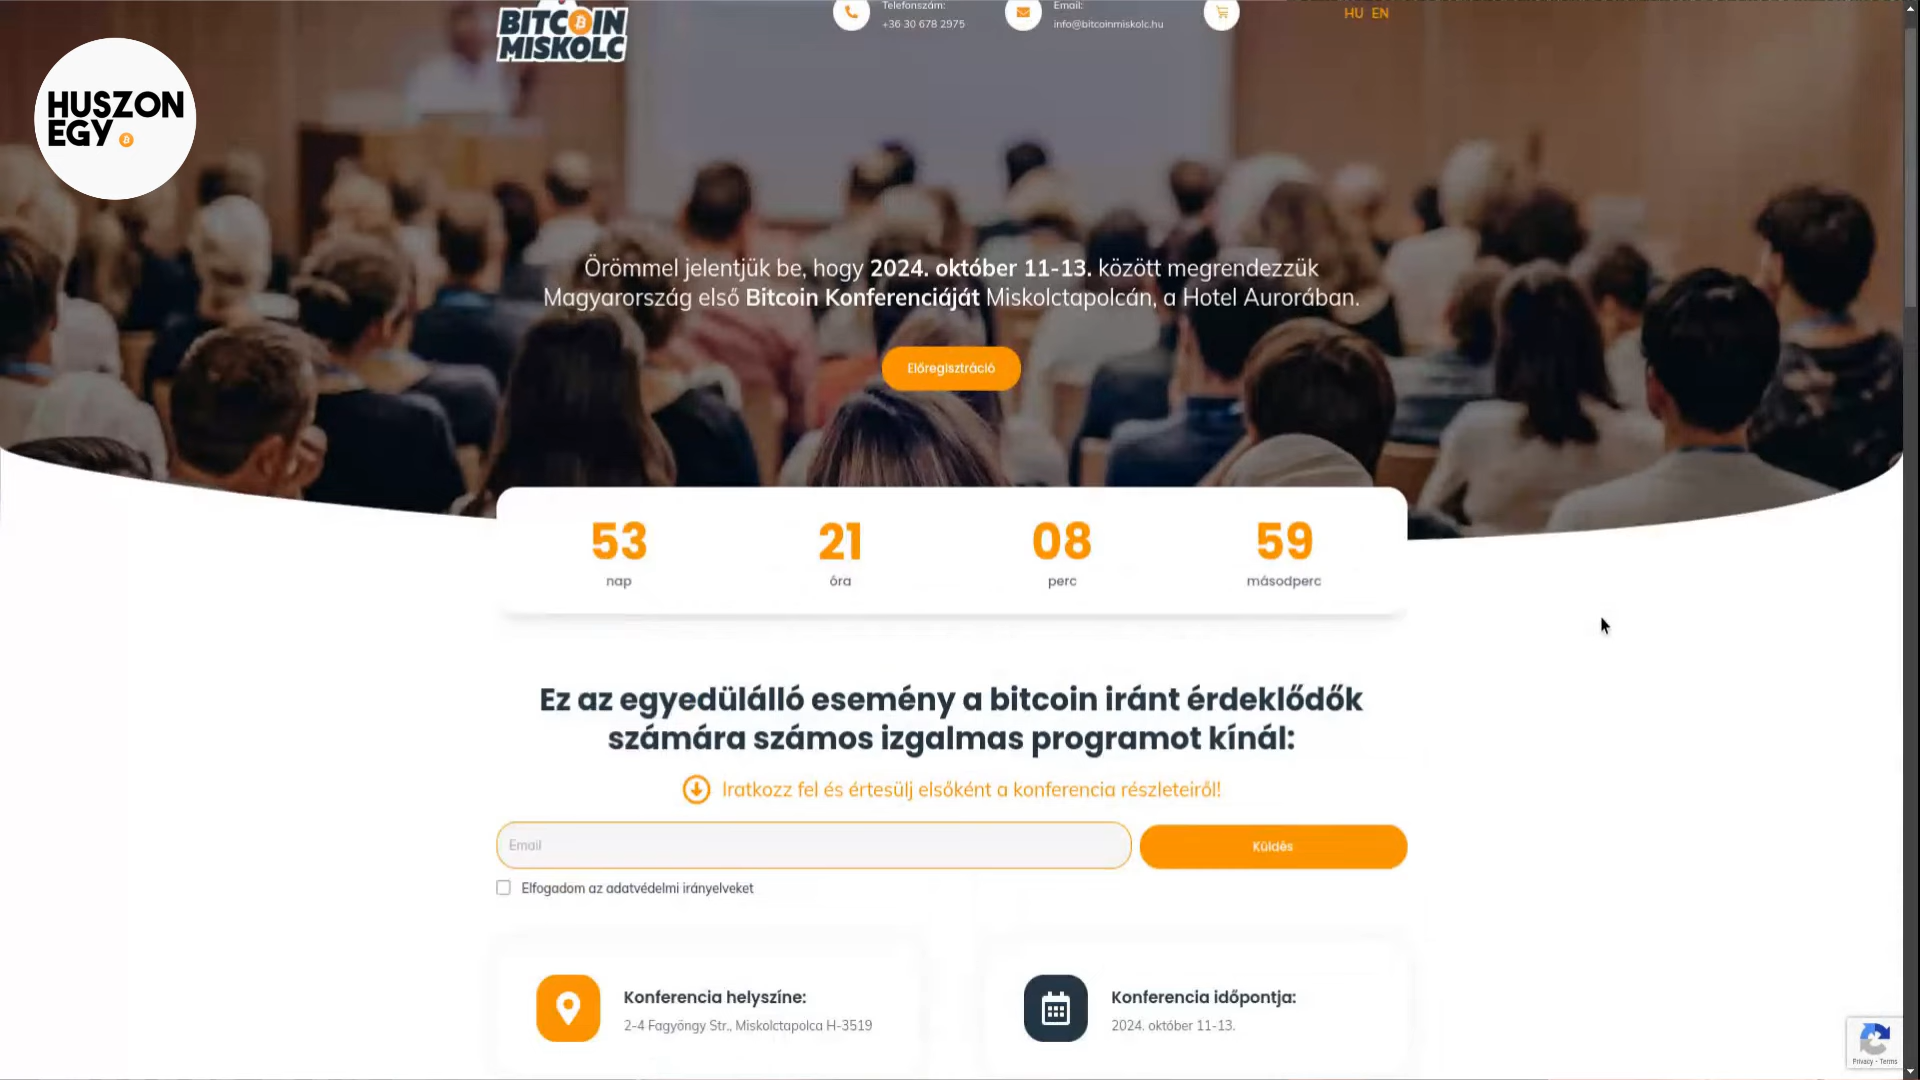 BITCOIN
MISKOLC
Telefonszám:
+36 30 678 2975
Email:
info@bitcoinmiskolc.hu
HU EN
HUSZON
EGY
Örömmel jelentjük be, hogy 2024. október 11-13. között megrendezzük
Magyarország első Bitcoin Konferenciáját Miskolctapolcán, a Hotel Aurorában.
Előregisztráció
53 21 08 59
nap óra perc másodperc
Ez az egyedülálló esemény a bitcoin iránt érdeklődők
számára számos izgalmas programot kínál:
Iratkozz fel és értesülj elsőként a konferencia részleteiről!
Email
Küldés
Elfogadom az adatvédelmi irányelveket
Konferencia helyszíne:
2-4 Fagyöngy Str., Miskolctapolca H-3519
Konferencia időpontja:
2024. október 11-13.
Privacy - Terms